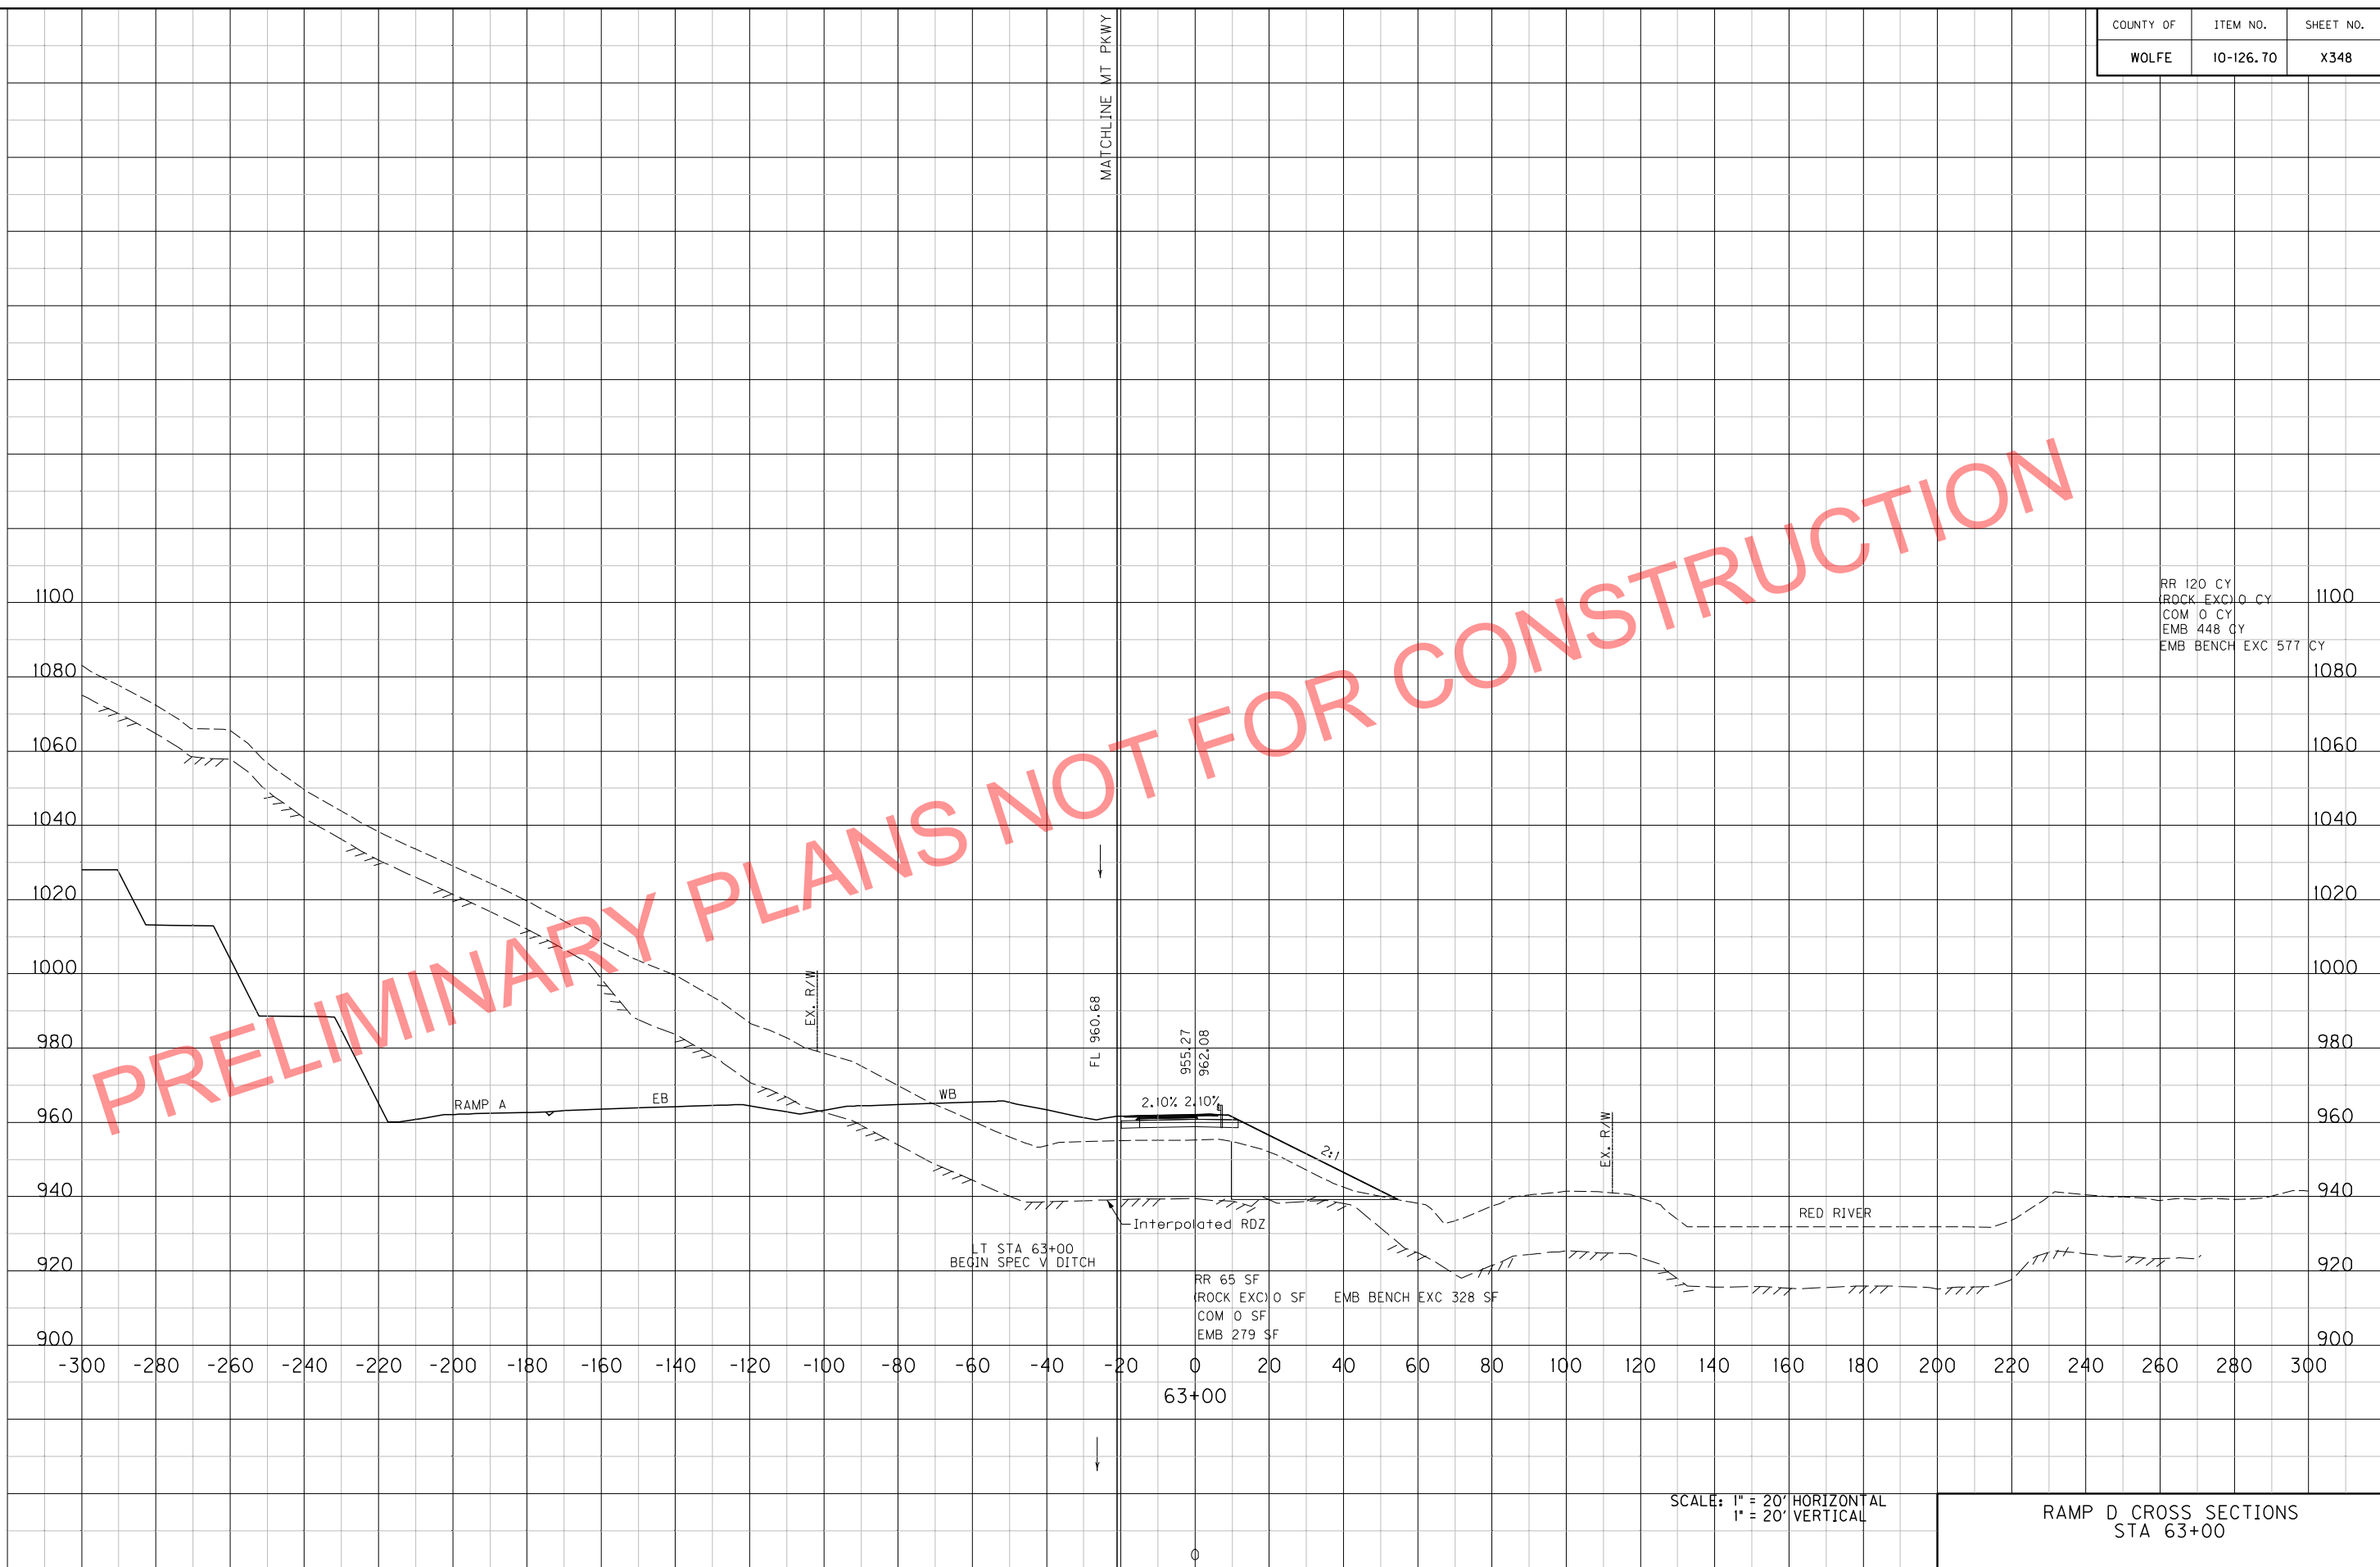 COUNTY OF ITEM NO. SHEET NO.
WOLFE 10-126.70 X348
MATCHLINE MT PKWY
PRELIMINARY PLANS NOT FOR CONSTRUCTION
RR 120 CY
(ROCK EXC) 0 CY
COM 0 CY
EMB 448 CY
EMB BENCH EXC 577 CY
1100 1100
1080 1080
1060 1060
1040 1040
1020 1020
1000 1000
980 980
960 960
940 940
920 920
900 900
EX. R/W
FL 960.68
955.27
962.08
RAMP A
EB
WB
2.10% 2.10%
2:1
EX. R/W
RED RIVER
Interpolated RDZ
LT STA 63+00
BEGIN SPEC V DITCH
RR 65 SF
(ROCK EXC) 0 SF EMB BENCH EXC 328 SF
COM 0 SF
EMB 279 SF
-300 -280 -260 -240 -220 -200 -180 -160 -140 -120 -100 -80 -60 -40 -20 0 20 40 60 80 100 120 140 160 180 200 220 240 260 280 300
63+00
SCALE: 1" = 20' HORIZONTAL
1" = 20' VERTICAL
RAMP D CROSS SECTIONS
STA 63+00
0